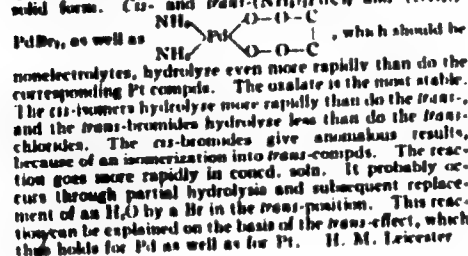 solid form. Cis- and trans-
NH₃ O—O—C
PdBr₂, as well as Pd , which should be
NH₃ O—O—C
nonelectrolytes, hydrolyze even more rapidly than do the
corresponding Pt compds. The oxalate is the most stable.
The cis-isomers hydrolyze more rapidly than do the trans-,
and the trans-bromides hydrolyze less than do the trans-
chlorides. The cis-bromides give anomalous results,
because of an isomerization into trans-compds. The reac-
tion goes more rapidly in concd. soln. It probably oc-
curs through partial hydrolysis and subsequent replace-
ment of an H₂O by a Br in the trans-position. This reac-
tion can be explained on the basis of the trans-effect, which
thus holds for Pd as well as for Pt. H. M. Leicester